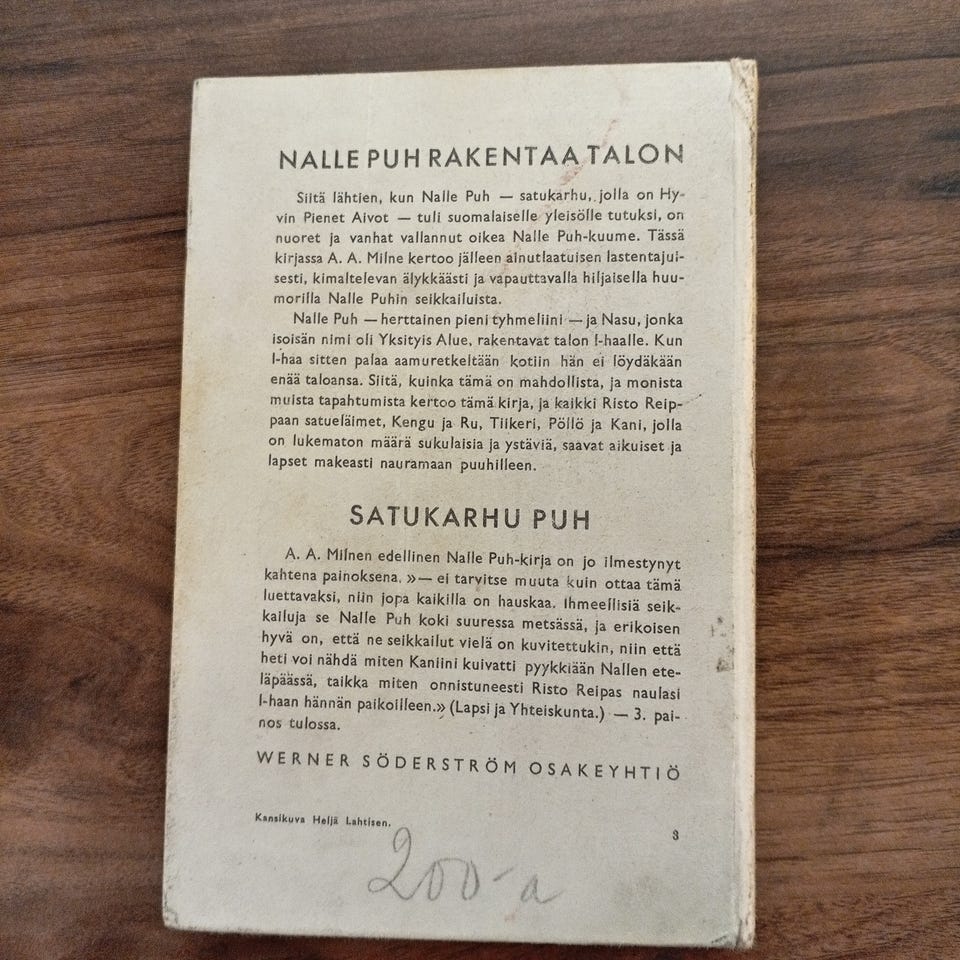 NALLE PUH RAKENTAA TALON
Siitä lähtien, kun Nalle Puh — satukarhu, jolla on Hy-
vin Pienet Aivot — tuli suomalaiselle yleisölle tutuksi, on
nuoret ja vanhat vallannut oikea Nalle Puh-kuume. Tässä
kirjassa A. A. Milne kertoo jälleen ainutlaatuisen lastentajui-
sesti, kimaltelevan älykkäästi ja vapauttavalla hiljaisella huu-
morilla Nalle Puhin seikkailuista.
Nalle Puh — herttainen pieni tyhmeliini — ja Nasu, jonka
isoisän nimi oli Yksityis Alue, rakentavat talon I-haalle. Kun
I-haa sitten palaa aamuretkeltään kotiin hän ei löydäkään
enää taloansa. Siitä, kuinka tämä on mahdollista, ja monista
muista tapahtumista kertoo tämä kirja, ja kaikki Risto Reip-
paan satueläimet, Kengu ja Ru, Tiikeri, Pöllö ja Kani, jolla
on lukematon määrä sukulaisia ja ystäviä, saavat aikuiset ja
lapset makeasti nauramaan puuhilleen.
SATUKARHU PUH
A. A. Milnen edellinen Nalle Puh-kirja on jo ilmestynyt
kahtena painoksena. »— ei tarvitse muuta kuin ottaa tämä
luettavaksi, niin jopa kaikilla on hauskaa. Ihmeellisiä seik-
kailuja se Nalle Puh koki suuressa metsässä, ja erikoisen
hyvä on, että ne seikkailut vielä on kuvitettukin, niin että
heti voi nähdä miten Kaniini kuivatti pyykkiään Nallen ete-
läpäässä, taikka miten onnistuneesti Risto Reipas naulasi
I-haan hännän paikoilleen.» (Lapsi ja Yhteiskunta.) — 3. pai-
nos tulossa.
WERNER SÖDERSTRÖM OSAKEYHTIÖ
Kansikuva Heljä Lahtisen.
3
200-a